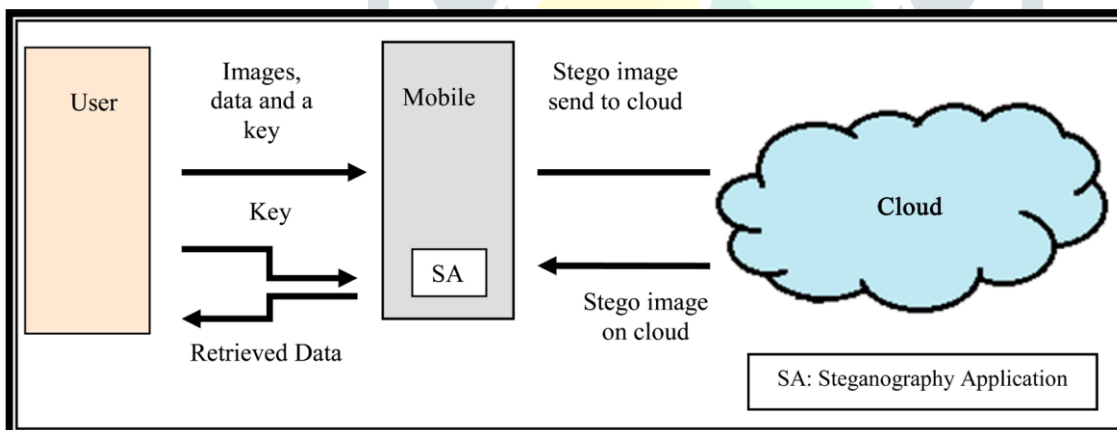 User
Images,
data and a
key
Mobile
Stego image
send to cloud
Key
Cloud
SA
Stego image
on cloud
Retrieved Data
SA: Steganography Application